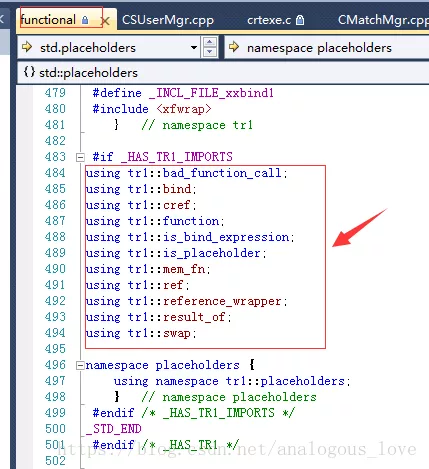 functional
CSUserMgr.cpp
crtexe.c
CMatchMgr.cpp
std.placeholders
namespace placeholders
{} std::placeholders
479 #define _INCL_FILE_xxbind1
480 #include <xfwrap>
481 } // namespace tr1
482
483 #if _HAS_TR1_IMPORTS
484 using tr1::bad_function_call;
485 using tr1::bind;
486 using tr1::cref;
487 using tr1::function;
488 using tr1::is_bind_expression;
489 using tr1::is_placeholder;
490 using tr1::mem_fn;
491 using tr1::ref;
492 using tr1::reference_wrapper;
493 using tr1::result_of;
494 using tr1::swap;
495
496 namespace placeholders {
497 using namespace tr1::placeholders;
498 } // namespace placeholders
499 #endif /* _HAS_TR1_IMPORTS */
500 _STD_END
501 #endif /* _HAS_TR1 */
502
https://blog.csdn.net/analogous_love